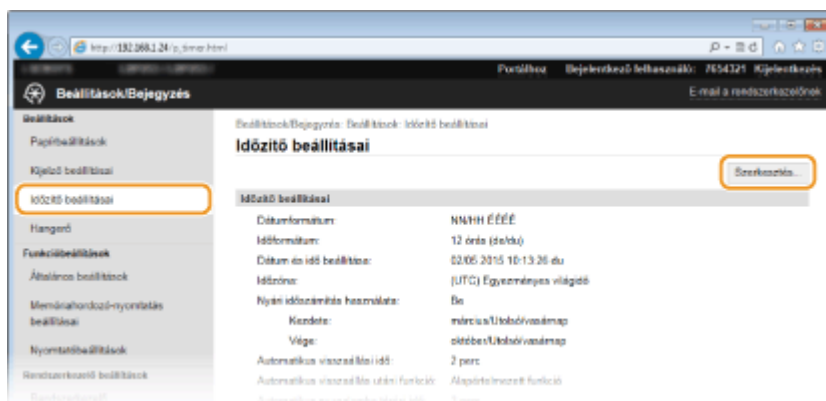 http://192.168.1.24/p_timer.html
Portálhoz Bejelentkező felhasználó: 7654321 Kijelentkezés
Beállítások/Bejegyzés
E-mail a rendszerkezelőnek
Beállítások
Papírbeállítások
Kijelző beállításai
Időzítő beállításai
Hangerő
Funkcióbeállítások
Általános beállítások
Memóriahordozó-nyomtatás
beállításai
Nyomtatóbeállítások
Rendszerkezelő beállítások
Beállítások/Bejegyzés: Beállítások: Időzítő beállításai
Időzítő beállításai
Szerkesztés...
Időzítő beállításai
Dátumformátum: NN/HH ÉÉÉÉ
Időformátum: 12 órás (de/du)
Dátum és idő beállítása: 02/05 2015 10:13:26 du
Időzóna: (UTC) Egyezményes világidő
Nyári időszámítás használata: Be
Kezdete: március/Utolsó/vasárnap
Vége: október/Utolsó/vasárnap
Automatikus visszaállási idő: 2 perc
Automatikus visszaállás utáni funkció: Alapértelmezett funkció